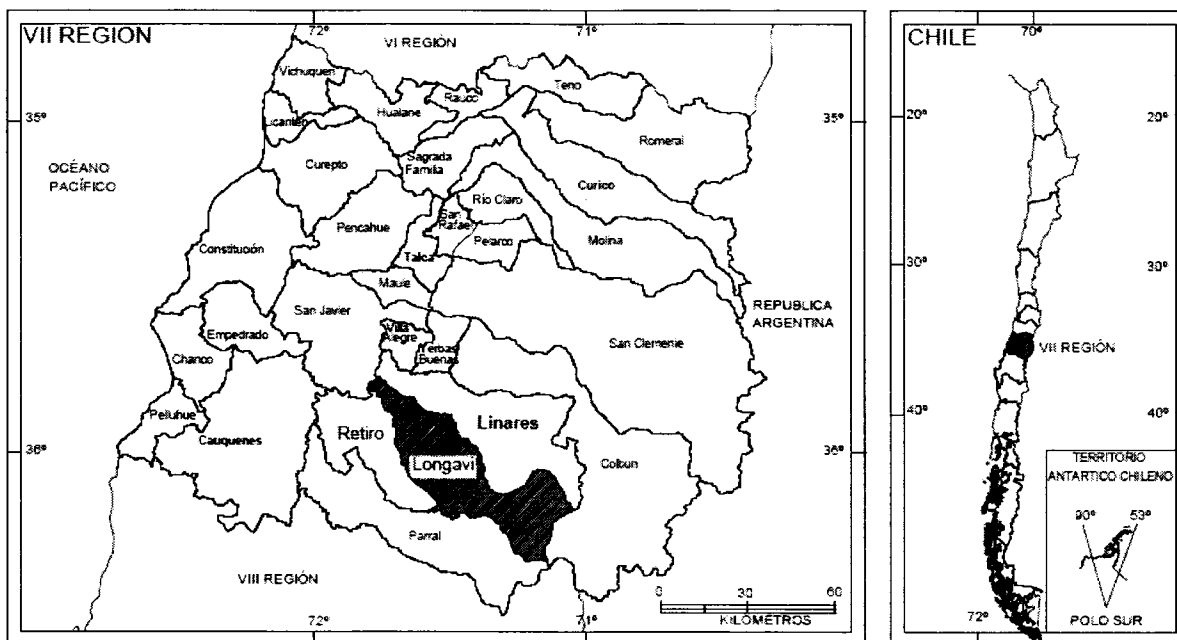 VII REGION
72°
71°
VI REGIÓN
Vichuquen
Teno
Rauco
Hualane
Licanten
35°
35°
Romeral
OCÉANO
PACÍFICO
Curepto
Sagrada
Familia
Curico
Río Claro
San
Rafael
Pencahue
Pelarco
Molina
Constitución
Talca
Maule
REPUBLICA
ARGENTINA
San Javier
Empedrado
Villa
Alegre
Yerbas
Buenas
San Clemente
Chanco
Pelluhue
Cauquenes
Retiro
Linares
36°
36°
Longaví
Colbun
Parral
VIII REGIÓN
0 30 60
KILÓMETROS
72°
71°
CHILE
70°
20°
20°
30°
30°
VII REGIÓN
40°
40°
TERRITORIO
ANTARTICO CHILENO
90° 53°
72°
POLO SUR